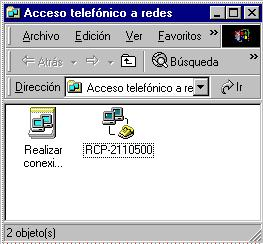 Acceso telefónico a redes
Archivo Edición Ver Favoritos »
Atrás » Búsqueda
Dirección Acceso telefónico a re Ir
Realizar conexi...
RCP-2110500
2 objeto(s)